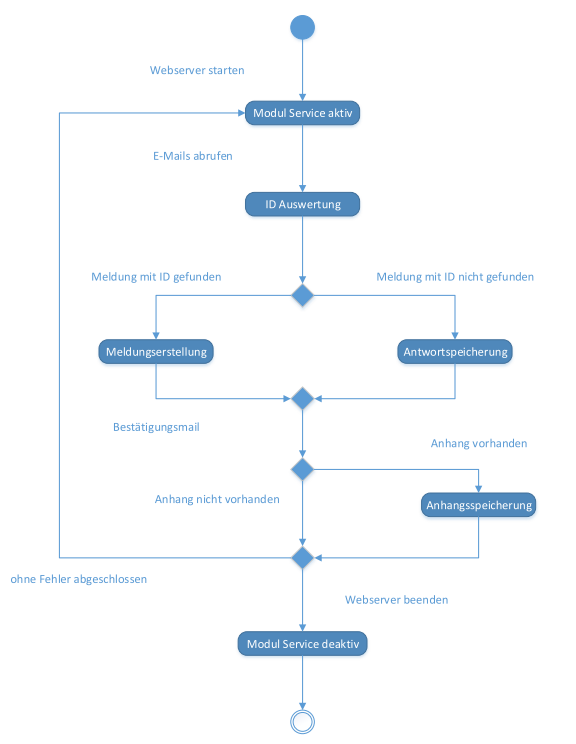 Webserver starten
Modul Service aktiv
E-Mails abrufen
ID Auswertung
Meldung mit ID gefunden
Meldung mit ID nicht gefunden
Meldungserstellung
Antwortspeicherung
Bestätigungsmail
Anhang vorhanden
Anhang nicht vorhanden
Anhangsspeicherung
ohne Fehler abgeschlossen
Webserver beenden
Modul Service deaktiv